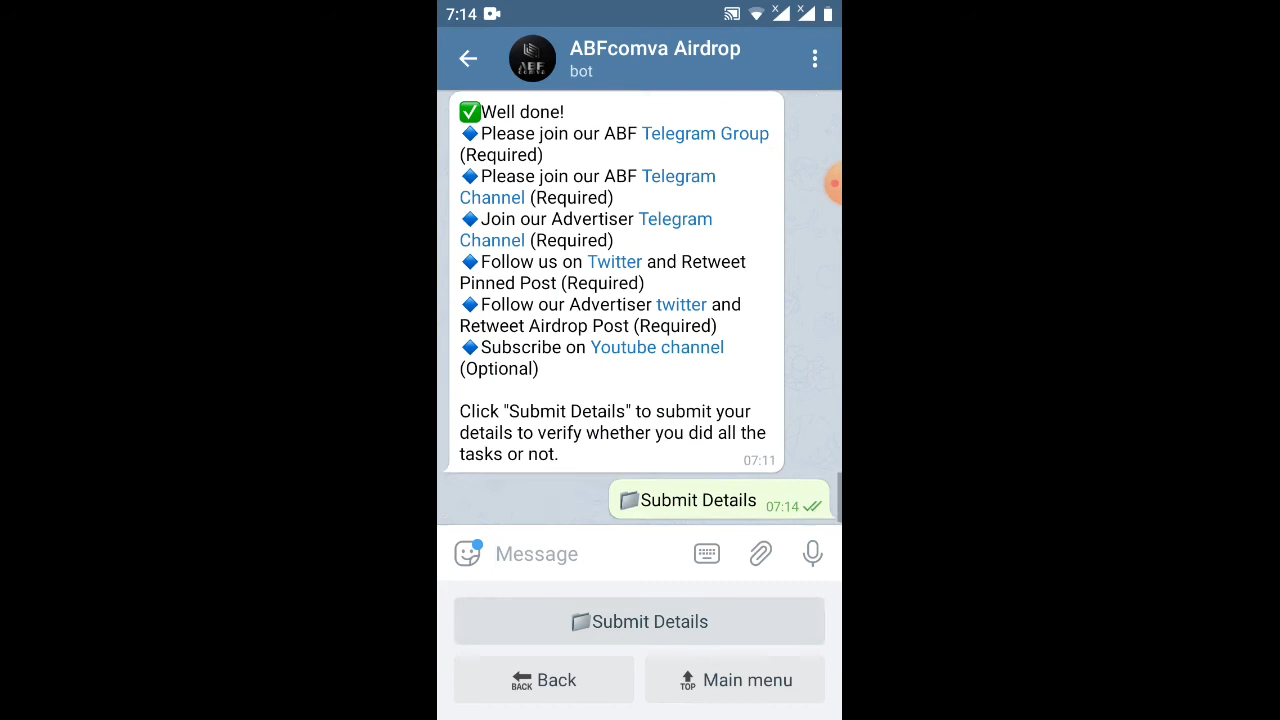 7:14
ABFcomva Airdrop
bot
✅Well done!
🔷Please join our ABF Telegram Group
(Required)
🔷Please join our ABF Telegram
Channel (Required)
🔷Join our Advertiser Telegram
Channel (Required)
🔷Follow us on Twitter and Retweet
Pinned Post (Required)
🔷Follow our Advertiser twitter and
Retweet Airdrop Post (Required)
🔷Subscribe on Youtube channel
(Optional)
Click "Submit Details" to submit your
details to verify whether you did all the
tasks or not.
07:11
📁Submit Details 07:14
Message
📁Submit Details
🔙 Back
🔝 Main menu